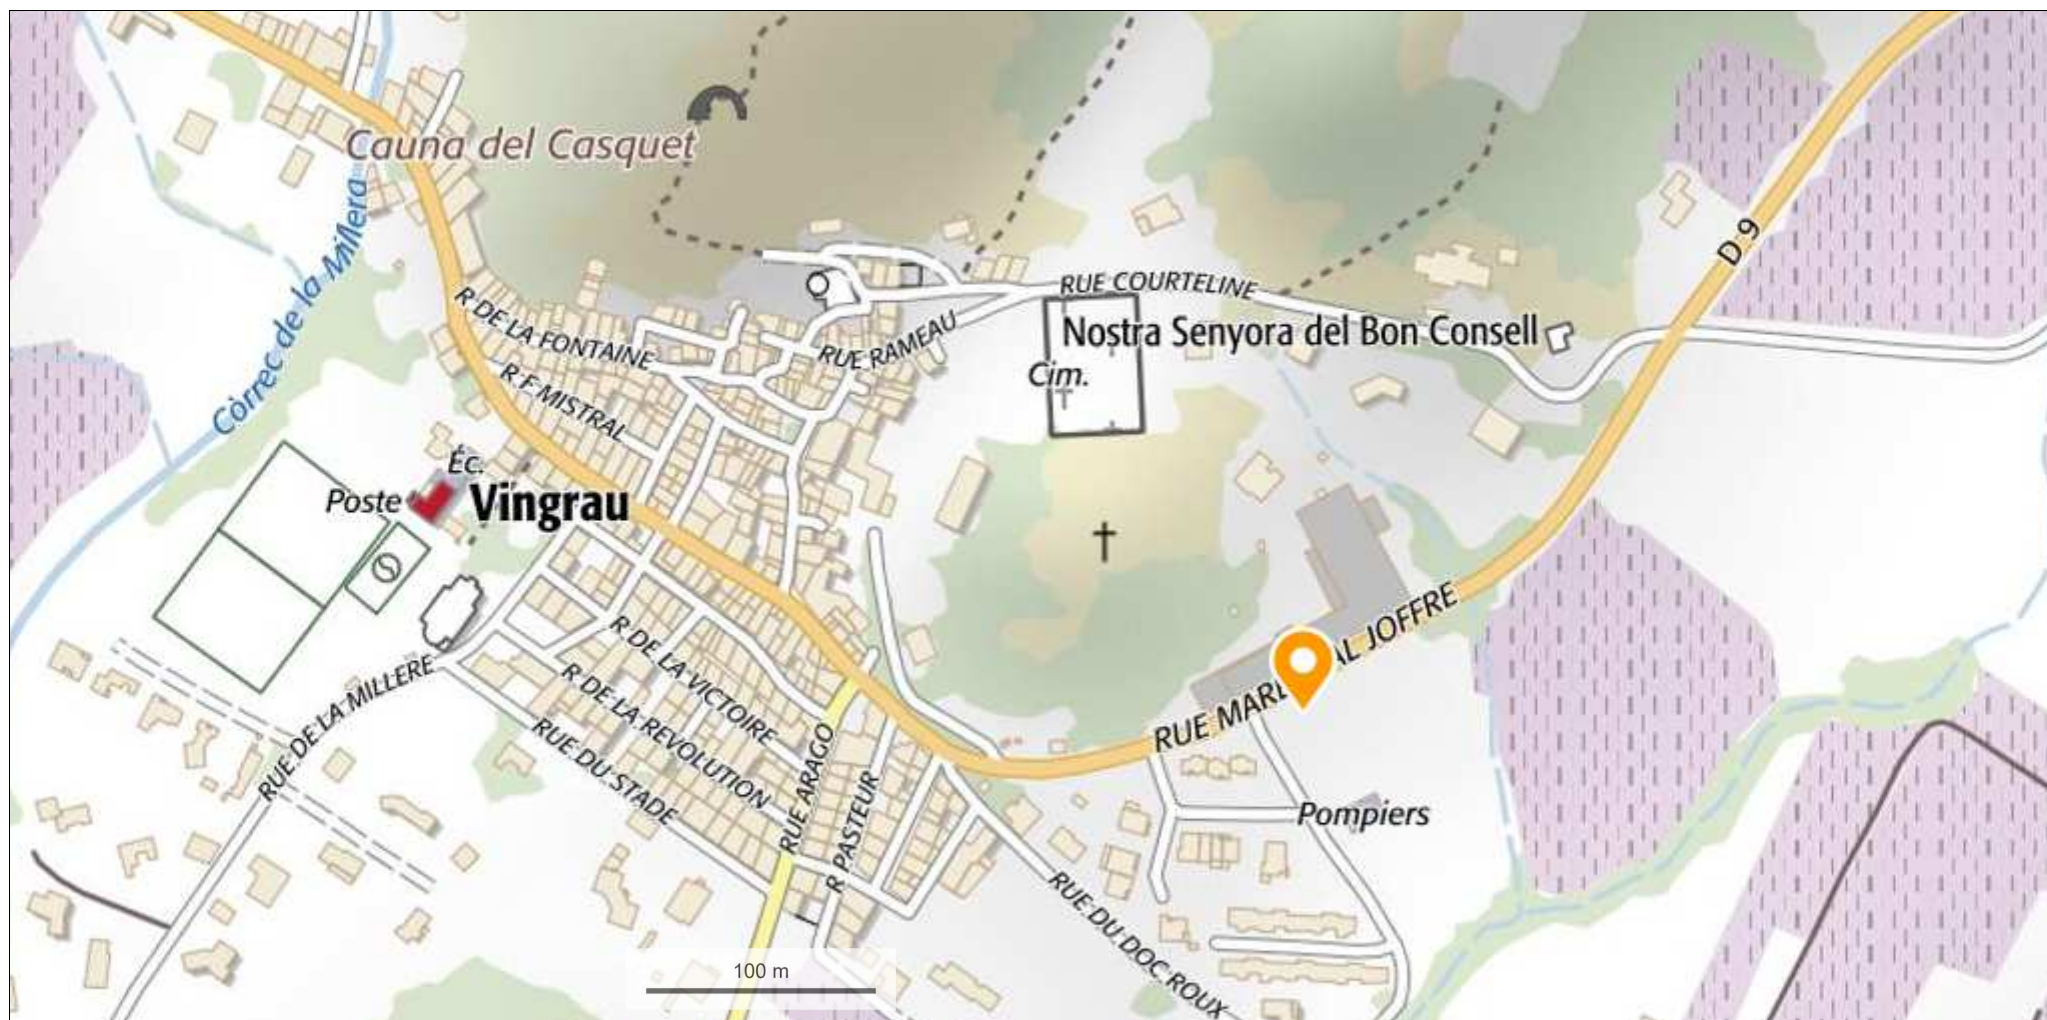 Cauna del Casquet
D 9
Còrrec de la Millera
RUE COURTELINE
R DE LA FONTAINE
RUE RAMEAU
Nostra Senyora del Bon Consell
R F MISTRAL
Cim.
Éc.
Poste
Vingrau
RUE MARE AL JOFFRE
R DE LA VICTOIRE
RUE DE LA MILLERE
R DE LA REVOLUTION
RUE DU STADE
RUE ARAGO
R PASTEUR
Pompiers
RUE DU DOC ROUX
100 m